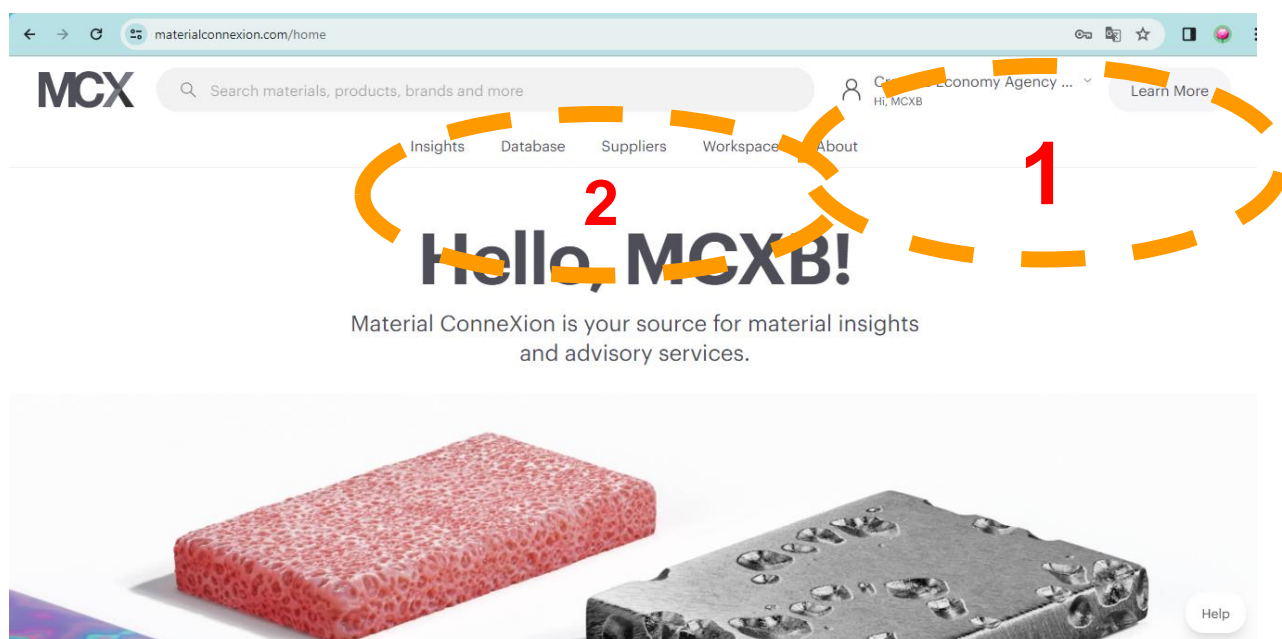 materialconnexion.com/home
MCX
Search materials, products, brands and more
Economy Agency ...
Hi, MCXB
Learn More
Insights Database Suppliers Workspace About
1
2
Hello, MCXB!
Material ConneXion is your source for material insights
and advisory services.
Help